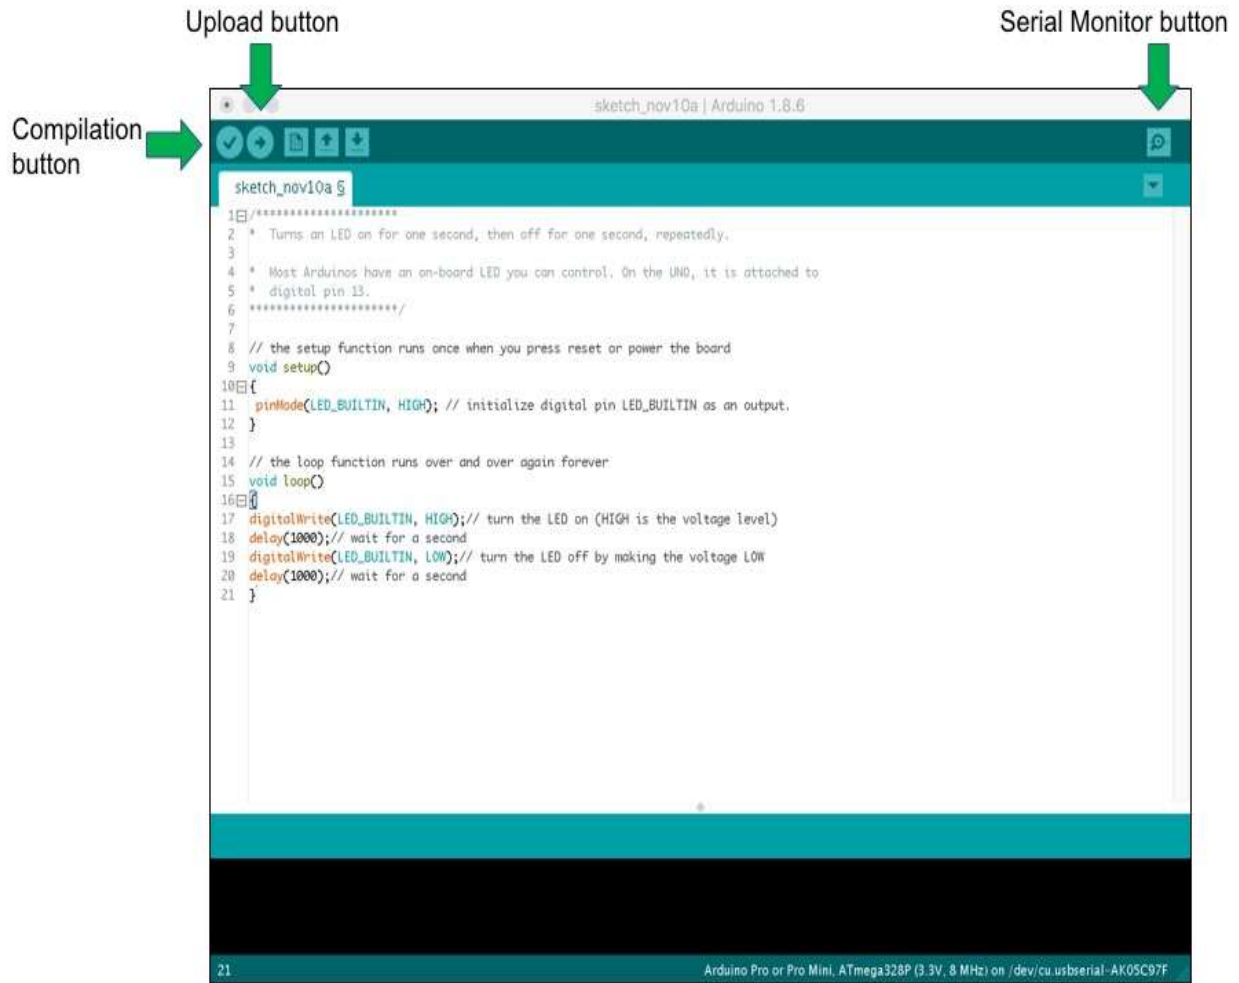 Upload button
Serial Monitor button
Compilation
button
sketch_nov10a | Arduino 1.8.6
sketch_nov10a §
1 /*********************
2 * Turns an LED on for one second, then off for one second, repeatedly.
3
4 * Most Arduinos have an on-board LED you can control. On the UNO, it is attached to
5 * digital pin 13.
6 **********************/
7
8 // the setup function runs once when you press reset or power the board
9 void setup()
10 {
11 pinMode(LED_BUILTIN, HIGH); // initialize digital pin LED_BUILTIN as an output.
12 }
13
14 // the loop function runs over and over again forever
15 void loop()
16 {
17 digitalWrite(LED_BUILTIN, HIGH);// turn the LED on (HIGH is the voltage level)
18 delay(1000);// wait for a second
19 digitalWrite(LED_BUILTIN, LOW);// turn the LED off by making the voltage LOW
20 delay(1000);// wait for a second
21 }
21
Arduino Pro or Pro Mini, ATmega328P (3.3V, 8 MHz) on /dev/cu.usbserial-AK05C97F